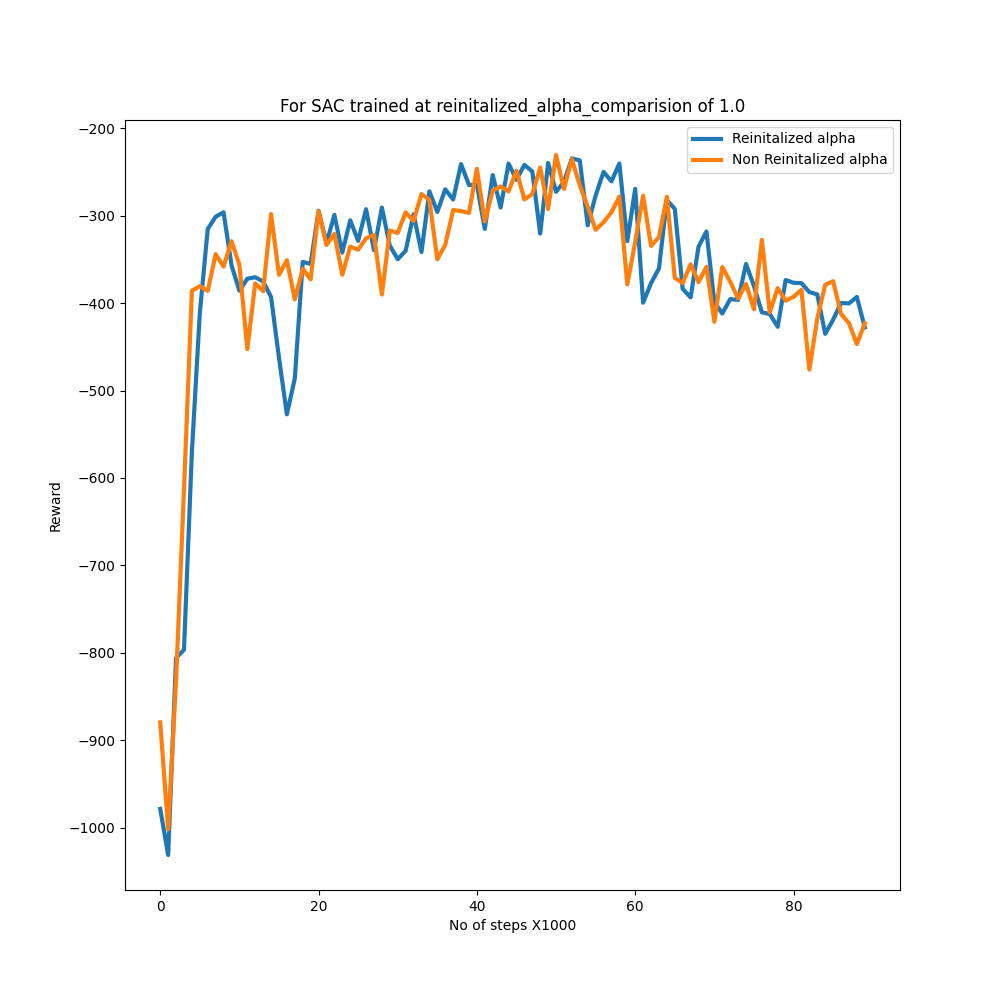 For SAC trained at reinitalized_alpha_comparision of 1.0
Reinitalized alpha
Non Reinitalized alpha
−200
−300
−400
−500
−600
−700
−800
−900
−1000
Reward
0 20 40 60 80
No of steps X1000